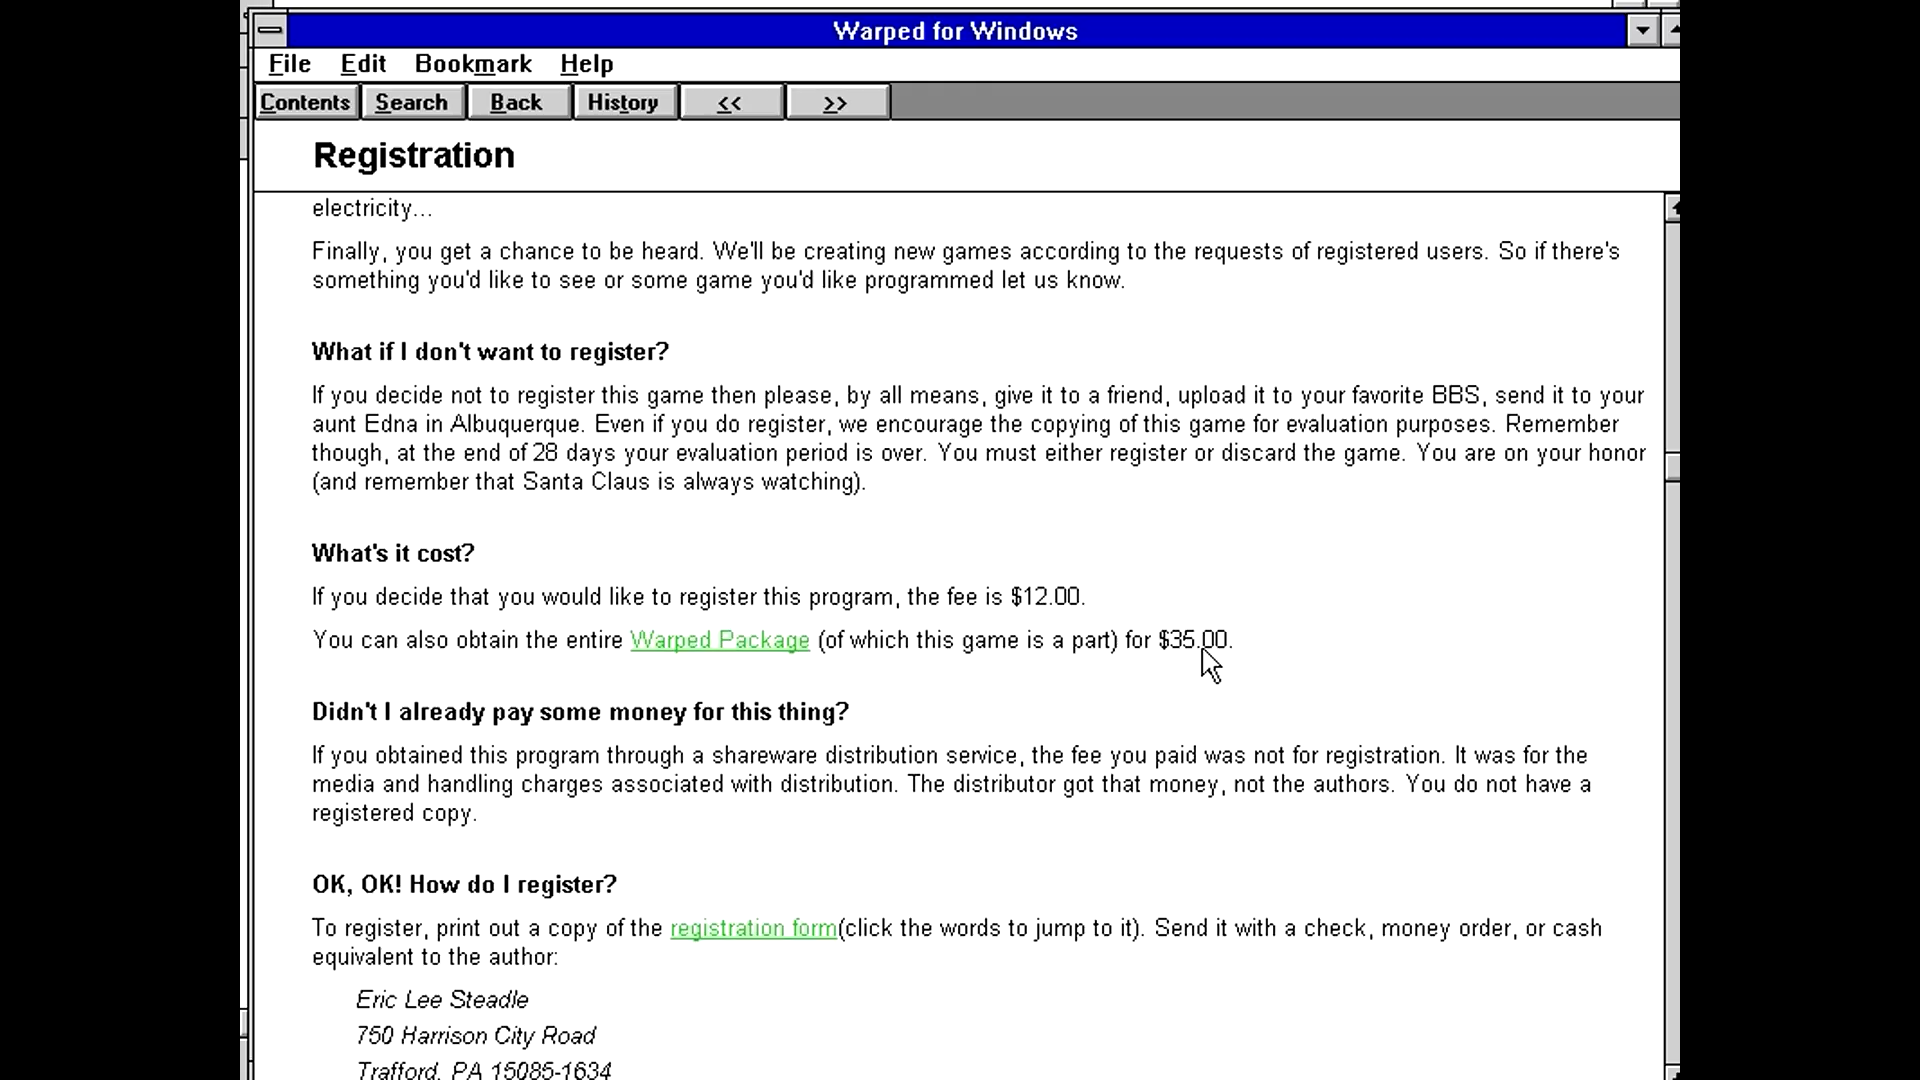 Warped for Windows
File Edit Bookmark Help
Contents Search Back History << >>
Registration
electricity...
Finally, you get a chance to be heard. We'll be creating new games according to the requests of registered users. So if there's
something you'd like to see or some game you'd like programmed let us know.
What if I don't want to register?
If you decide not to register this game then please, by all means, give it to a friend, upload it to your favorite BBS, send it to your
aunt Edna in Albuquerque. Even if you do register, we encourage the copying of this game for evaluation purposes. Remember
though, at the end of 28 days your evaluation period is over. You must either register or discard the game. You are on your honor
(and remember that Santa Claus is always watching).
What's it cost?
If you decide that you would like to register this program, the fee is $12.00.
You can also obtain the entire Warped Package (of which this game is a part) for $35.00.
Didn't I already pay some money for this thing?
If you obtained this program through a shareware distribution service, the fee you paid was not for registration. It was for the
media and handling charges associated with distribution. The distributor got that money, not the authors. You do not have a
registered copy.
OK, OK! How do I register?
To register, print out a copy of the registration form(click the words to jump to it). Send it with a check, money order, or cash
equivalent to the author:
Eric Lee Steadle
750 Harrison City Road
Trafford, PA 15085-1634